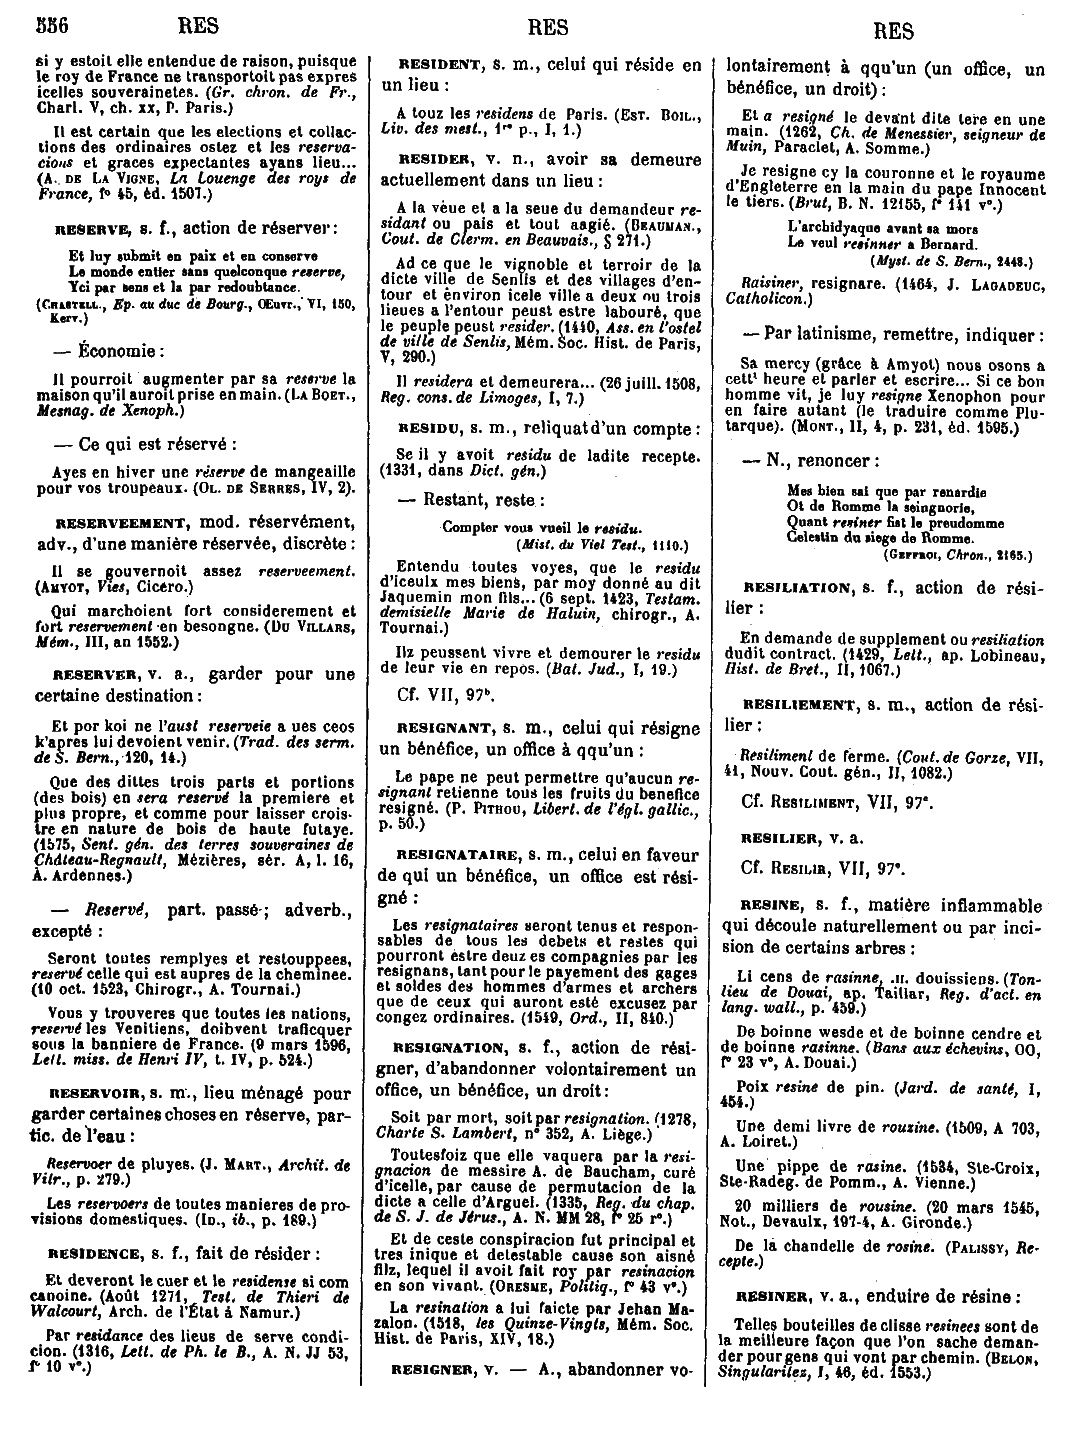 556 RES RES RES
si y estoit elle entendue de raison, puisque
le roy de France ne transportoit pas expres
icelles souverainetes. (Gr. chron. de Fr.,
Charl. V, ch. xx, P. Paris.)
Il est certain que les elections et collac-
tions des ordinaires ostez et les reserva-
cions et graces expectantes ayans lieu...
(A. DE LA VIGNE, La Louenge des roys de
France, f° 45, éd. 1507.)
RESERVE, s. f., action de réserver :
Et luy submit en paix et en conserve
Le monde entier sans quelconque reserve,
Yci par sens et la par redoubtance.
(CHASTELL., Ep. au duc de Bourg., Œuvr., VI, 150,
Kerv.)
— Économie :
Il pourroit augmenter par sa reserve la
maison qu'il auroit prise en main. (LA BOET.,
Mesnag. de Xenoph.)
— Ce qui est réservé :
Ayes en hiver une réserve de mangeaille
pour vos troupeaux. (OL. DE SERRES, IV, 2).
RESERVEEMENT, mod. réservément,
adv., d'une manière réservée, discrète :
Il se gouvernoit assez reserveement.
(AMYOT, Vies, Cicero.)
Qui marchoient fort considerement et
fort reservement en besongne. (DU VILLARS,
Mém., III, an 1552.)
RESERVER, v. a., garder pour une
certaine destination :
Et por koi ne l'aust reserveie a ues ceos
k'apres lui devoient venir. (Trad. des serm.
de S. Bern., 120, 14.)
Que des dittes trois parts et portions
(des bois) en sera reservé la premiere et
plus propre, et comme pour laisser crois-
tre en nature de bois de haute futaye.
(1575, Sent. gén. des terres souveraines de
Château-Regnault, Mézières, sér. A, l. 16,
A. Ardennes.)
— Reservé, part. passé ; adverb.,
excepté :
Seront toutes remplyes et restouppees,
reservé celle qui est aupres de la cheminee.
(10 oct. 1523, Chirogr., A. Tournai.)
Vous y trouveres que toutes les nations,
reservé les Venitiens, doibvent traficquer
sous la banniere de France. (9 mars 1596,
Lett. miss. de Henri IV, t. IV, p. 524.)
RESERVOIR, s. m., lieu ménagé pour
garder certaines choses en réserve, par-
tic. de l'eau :
Reservoer de pluyes. (J. MART., Archit. de
Vitr., p. 279.)
Les reservoers de toutes manieres de pro-
visions domestiques. (ID., ib., p. 189.)
RESIDENCE, s. f., fait de résider :
Et deveront le cuer et le residense si com
canoine. (Août 1271, Test. de Thieri de
Walcourt, Arch. de l'État à Namur.)
Par residance des lieus de serve condi-
cion. (1316, Lett. de Ph. le B., A. N. JJ 53,
f° 10 v°.)
RESIDENT, s. m., celui qui réside en
un lieu :
A touz les residens de Paris. (EST. BOIL.,
Liv. des mest., 1re p., I, 1.)
RESIDER, v. n., avoir sa demeure
actuellement dans un lieu :
A la veue et a la seue du demandeur re-
sidant ou païs et tout aagié. (BEAUMAN.,
Cout. de Clerm. en Beauvais., § 271.)
Ad ce que le vignoble et terroir de la
dicte ville de Senlis et des villages d'en-
tour et environ icele ville a deux ou trois
lieues a l'entour peust estre labouré, que
le peuple peust resider. (1440, Ass. en l'ostel
de ville de Senlis, Mém. Soc. Hist. de Paris,
V, 290.)
Il residera et demeurera... (26 juill. 1508,
Reg. cons. de Limoges, I, 7.)
RESIDU, s. m., reliquat d'un compte :
Se il y avoit residu de ladite recepte.
(1331, dans Dict. gén.)
— Restant, reste :
Compter vous vueil le residu.
(Mist. du Viel Test., 1110.)
Entendu toutes voyes, que le residu
d'iceulx mes biens, par moy donné au dit
Jaquemin mon fils... (6 sept. 1423, Testam.
demisielle Marie de Haluin, chirogr., A.
Tournai.)
Ilz peussent vivre et demourer le residu
de leur vie en repos. (Bat. Jud., I, 19.)
Cf. VII, 97b.
RESIGNANT, s. m., celui qui résigne
un bénéfice, un office à qqu'un :
Le pape ne peut permettre qu'aucun re-
signant retienne tous les fruits du benefice
resigné. (P. PITHOU, Libert. de l'égl. gallic.,
p. 50.)
RESIGNATAIRE, s. m., celui en faveur
de qui un bénéfice, un office est rési-
gné :
Les resignataires seront tenus et respon-
sables de tous les debets et restes qui
pourront estre deuz es compagnies par les
resignans, tant pour le payement des gages
et soldes des hommes d'armes et archers
que de ceux qui auront esté excusez par
congez ordinaires. (1549, Ord., II, 840.)
RESIGNATION, s. f., action de rési-
gner, d'abandonner volontairement un
office, un bénéfice, un droit :
Soit par mort, soit par resignation. (1278,
Charte S. Lambert, n° 352, A. Liège.)
Toutesfoiz que elle vaquera par la resi-
gnacion de messire A. de Baucham, curé
d'icelle, par cause de permutacion de la
dicte a celle d'Arguel. (1335, Reg. du chap.
de S. J. de Jérus., A. N. MM 28, f° 25 r°.)
Et de ceste conspiracion fut principal et
tres inique et detestable cause son aisné
filz, lequel il avoit fait roy par resinacion
en son vivant. (ORESME, Politiq., f° 43 v°.)
La resination a lui faicte par Jehan Ma-
zalon. (1518, les Quinze-Vingts, Mém. Soc.
Hist. de Paris, XIV, 18.)
RESIGNER, v. — A., abandonner vo-
lontairement à qqu'un (un office, un
bénéfice, un droit) :
Et a resigné le devant dite tere en une
main. (1262, Ch. de Menessier, seigneur de
Muin, Paraclet, A. Somme.)
Je resigne cy la couronne et le royaume
d'Engleterre en la main du pape Innocent
le tiers. (Brut, B. N. 12155, f° 141 v°.)
L'archidyaque avant sa mors
Le veul resinner a Bernard.
(Myst. de S. Bern., 2448.)
Raisiner, resignare. (1464, J. LAGADEUC,
Catholicon.)
— Par latinisme, remettre, indiquer :
Sa mercy (grâce à Amyot) nous osons a
cett' heure et parler et escrire... Si ce bon
homme vit, je luy resigne Xenophon pour
en faire autant (le traduire comme Plu-
tarque). (MONT., II, 4, p. 231, éd. 1595.)
— N., renoncer :
Mes bien sai que par renardie
Ot de Romme la seingnorie,
Quant resiner fist le preudomme
Celestin du siege de Romme.
(GEFFROI, Chron., 2165.)
RESILIATION, s. f., action de rési-
lier :
En demande de supplement ou resiliation
dudit contract. (1429, Lett., ap. Lobineau,
Hist. de Bret., II, 1067.)
RESILIEMENT, s. m., action de rési-
lier :
Resiliment de ferme. (Cout. de Gorze, VII,
41, Nouv. Cout. gén., II, 1082.)
Cf. RESILIMENT, VII, 97c.
RESILIER, v. a.
Cf. RESILIR, VII, 97c.
RESINE, s. f., matière inflammable
qui découle naturellement ou par inci-
sion de certains arbres :
Li cens de rasinne, .II. douissiens. (Ton-
lieu de Douai, ap. Tailliar, Reg. d'act. en
lang. wall., p. 459.)
De boinne wesde et de boinne cendre et
de boinne rasinne. (Bans aux échevins, OO,
f° 23 v°, A. Douai.)
Poix resine de pin. (Jard. de santé, I,
454.)
Une demi livre de rouzine. (1509, A 703,
A. Loiret.)
Une pippe de rasine. (1534, Ste-Croix,
Ste-Radeg. de Pomm., A. Vienne.)
20 milliers de rousine. (20 mars 1545,
Not., Devaulx, 197-4, A. Gironde.)
De la chandelle de rosine. (PALISSY, Re-
cepte.)
RESINER, v. a., enduire de résine :
Telles bouteilles de clisse resinees sont de
la meilleure façon que l'on sache deman-
der pour gens qui vont par chemin. (BELON,
Singularitez, I, 46, éd. 1553.)